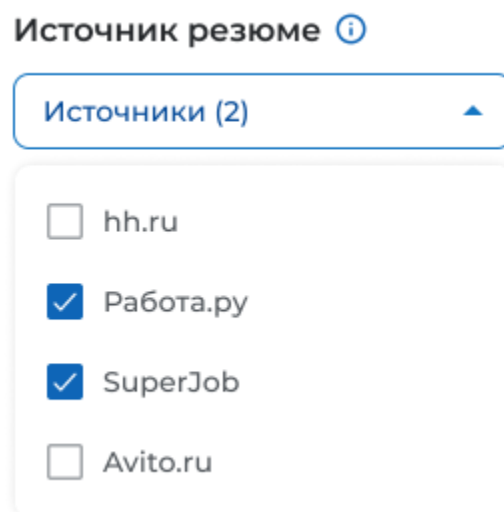 Источник резюме
Источники (2)
hh.ru
Работа.ру
SuperJob
Avito.ru